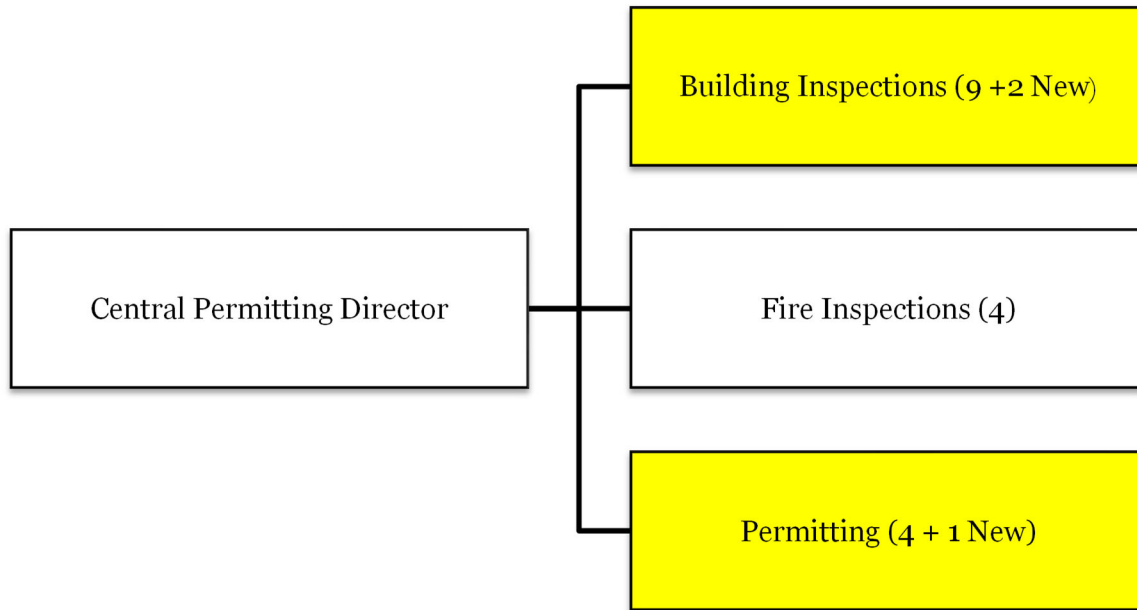 Building Inspections (9 +2 New)
Central Permitting Director
Fire Inspections (4)
Permitting (4 + 1 New)